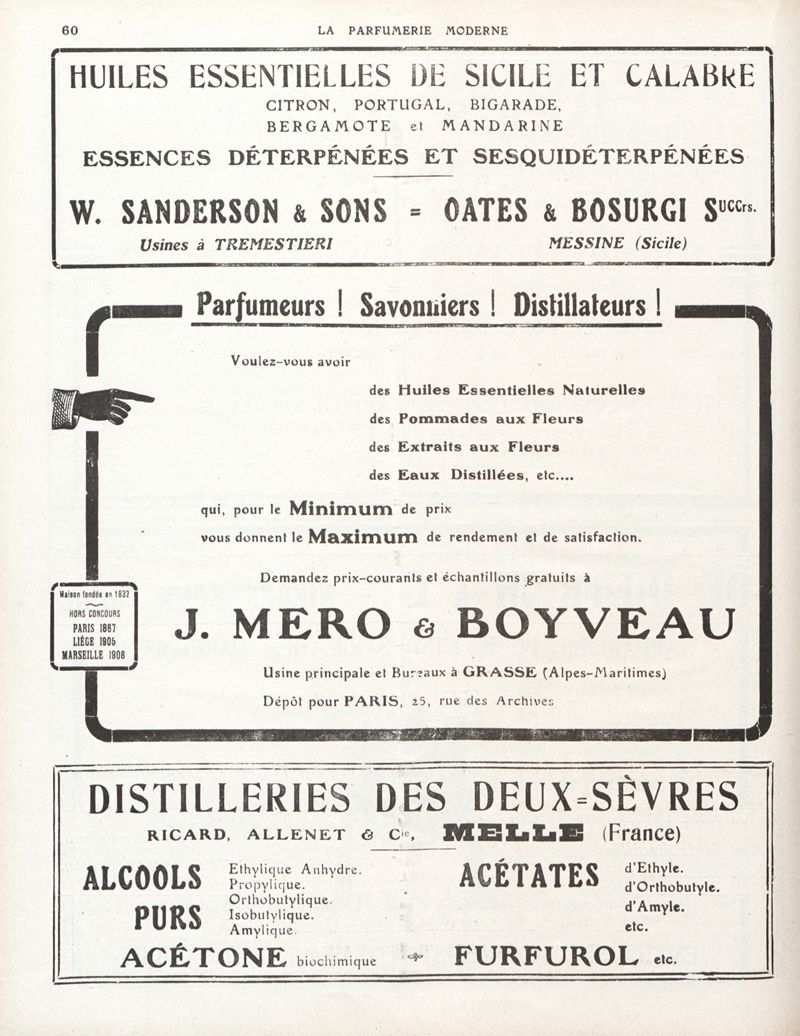 60
LA PARFUMERIE MODERNE
HUILES ESSENTIELLES DE SICILE ET CALABRE
CITRON, PORTUGAL, BIGARADE,
BERGAMOTE et MANDARINE
ESSENCES DÉTERPÉNÉES ET SESQUIDÉTERPÉNÉES
W. SANDERSON & SONS = OATES & BOSURGI SUCCrs.
Usines à TREMESTIERI MESSINE (Sicile)
Parfumeurs ! Savonniers ! Distillateurs !
Voulez-vous avoir
des Huiles Essentielles Naturelles
des Pommades aux Fleurs
des Extraits aux Fleurs
des Eaux Distillées, etc....
qui, pour le Minimum de prix
vous donnent le Maximum de rendement et de satisfaction.
Demandez prix-courants et échantillons gratuits à
J. MERO & BOYVEAU
Usine principale et Bureaux à GRASSE (Alpes-Maritimes)
Dépôt pour PARIS, 25, rue des Archives
Maison fondée en 1832
HORS CONCOURS
PARIS 1867
LIÉGE 1905
MARSEILLE 1906
DISTILLERIES DES DEUX=SÈVRES
RICARD, ALLENET & Cie, MELLE (France)
ALCOOLS PURS
Ethylique Anhydre.
Propylique.
Orthobutylique.
Isobutylique.
Amylique.
ACÉTATES
d'Ethyle.
d'Orthobutyle.
d'Amyle.
etc.
ACÉTONE biochimique
FURFUROL etc.